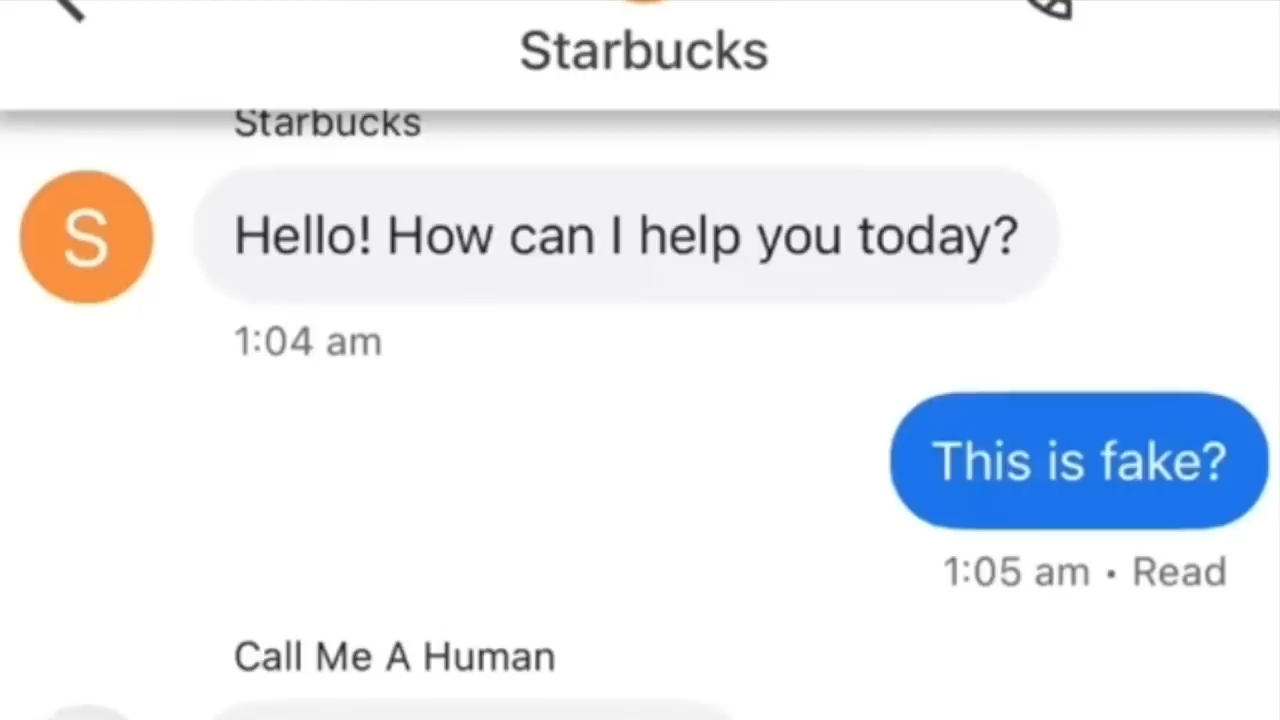 Starbucks
Starbucks
S
Hello! How can I help you today?
1:04 am
This is fake?
1:05 am • Read
Call Me A Human